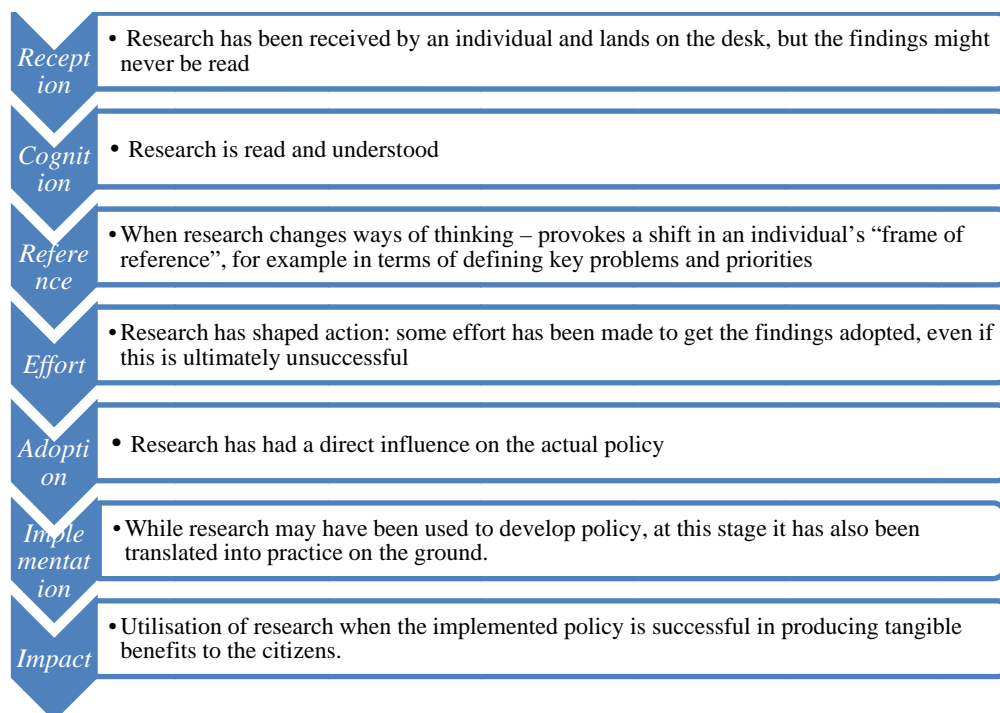 Recept
ion
• Research has been received by an individual and lands on the desk, but the findings might
never be read
Cognit
ion
• Research is read and understood
Refere
nce
• When research changes ways of thinking – provokes a shift in an individual's “frame of
reference”, for example in terms of defining key problems and priorities
Effort
• Research has shaped action: some effort has been made to get the findings adopted, even if
this is ultimately unsuccessful
Adopti
on
• Research has had a direct influence on the actual policy
Imple
mentat
ion
• While research may have been used to develop policy, at this stage it has also been
translated into practice on the ground.
Impact
• Utilisation of research when the implemented policy is successful in producing tangible
benefits to the citizens.